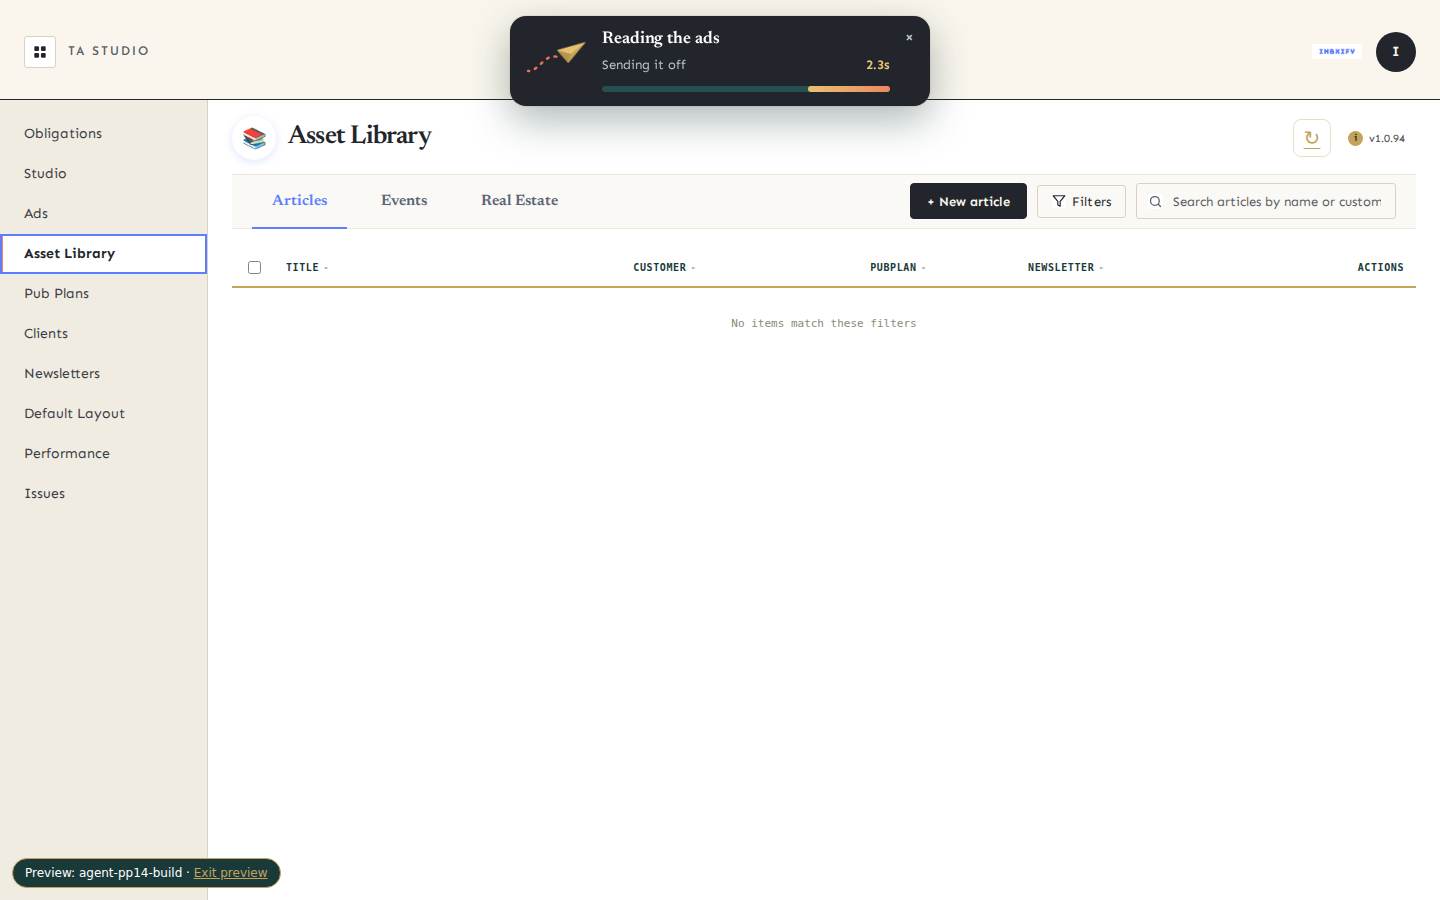 TA STUDIO
Reading the ads
×
Sending it off
2.3s
INBXIFY
I
Obligations
Studio
Ads
Asset Library
Pub Plans
Clients
Newsletters
Default Layout
Performance
Issues
Asset Library
↻
i
v1.0.94
Articles
Events
Real Estate
+ New article
Filters
Search articles by name or custom
TITLE -
CUSTOMER -
PUBPLAN -
NEWSLETTER -
ACTIONS
No items match these filters
Preview: agent-pp14-build · Exit preview